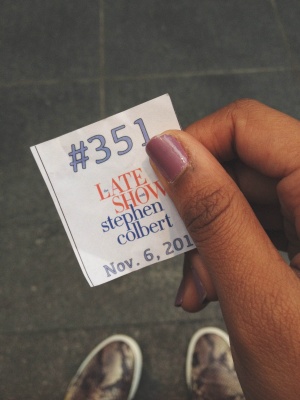 #351
LATE
SHOW
stephen
colbert
Nov. 6, 201